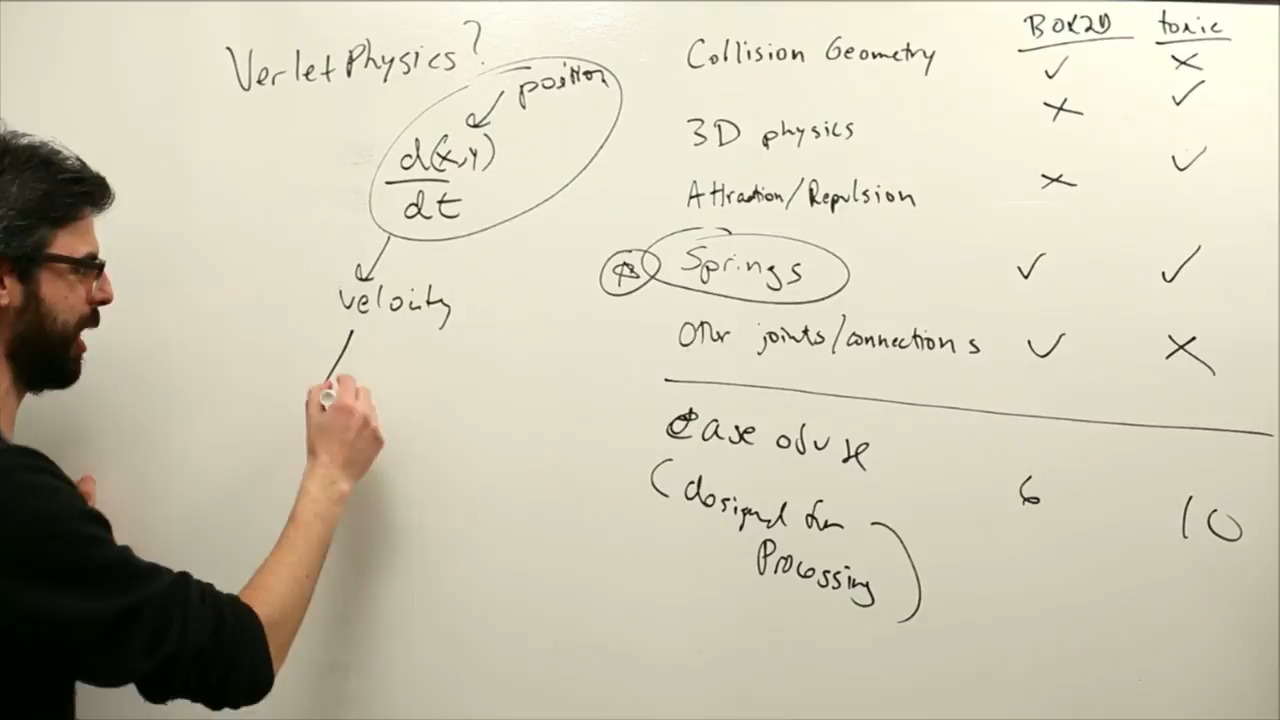 Verlet Physics?
position
d(x,y)
dt
velocity
BOX2D toxic
Collision Geometry ✓ ✗
3D physics ✗ ✓
Attraction/Repulsion ✗ ✓
Springs ✓ ✓
Other joints/connections ✓ ✗
ease of use
(designed for 6 10
Processing)